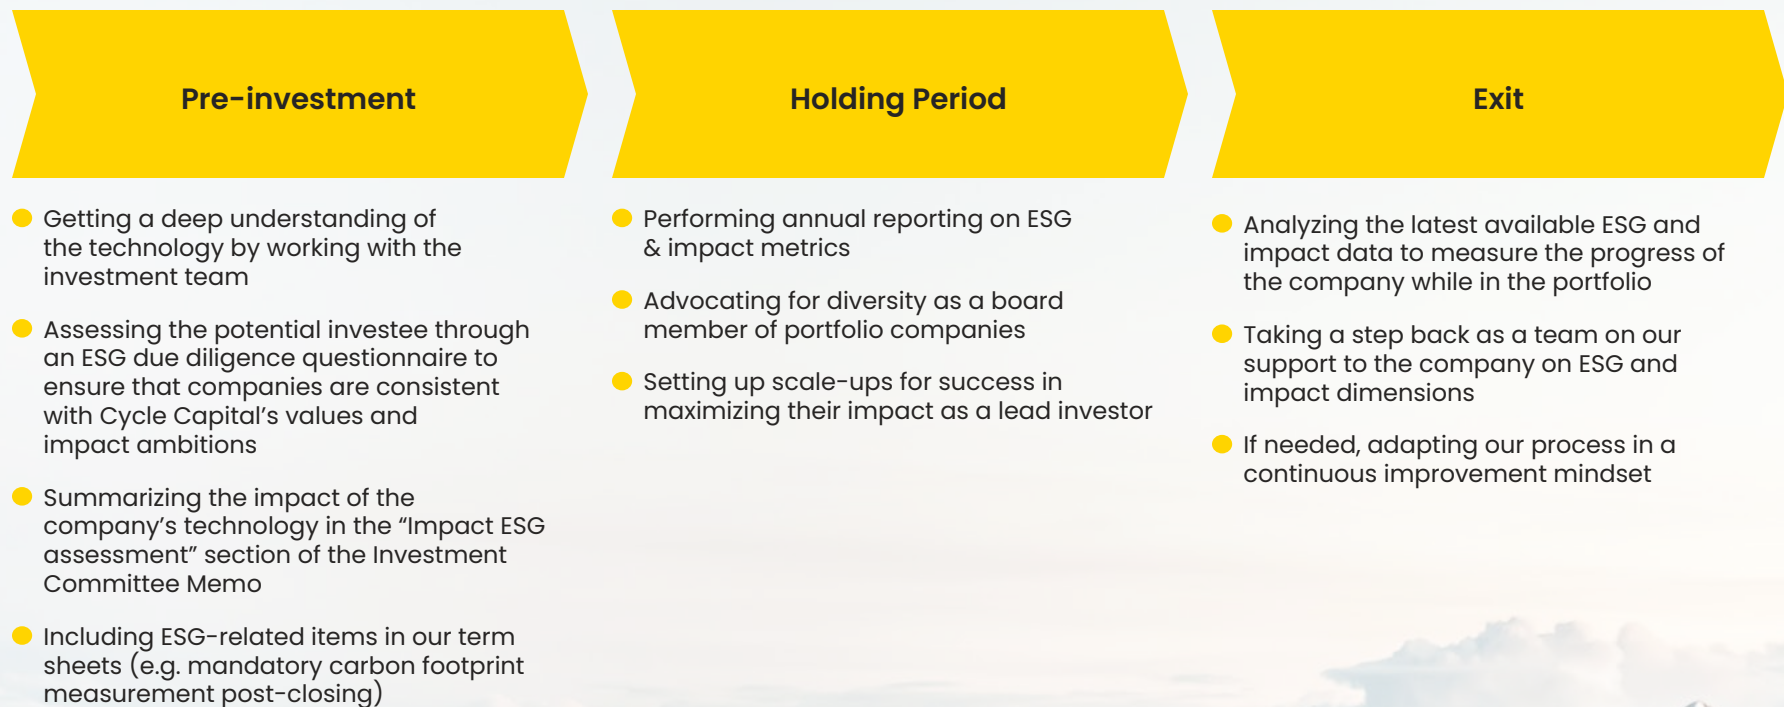 Pre-investment
Getting a deep understanding of
the technology by working with the
investment team
Assessing the potential investee through
an ESG due diligence questionnaire to
ensure that companies are consistent
with Cycle Capital’s values and
impact ambitions
Summarizing the impact of the
company’s technology in the “Impact ESG
assessment” section of the Investment
Committee Memo
Including ESG-related items in our term
sheets (e.g. mandatory carbon footprint
measurement post-closing)
Holding Period
Performing annual reporting on ESG
& impact metrics
Advocating for diversity as a board
member of portfolio companies
Setting up scale-ups for success in
maximizing their impact as a lead investor
Exit
Analyzing the latest available ESG and
impact data to measure the progress of
the company while in the portfolio
Taking a step back as a team on our
support to the company on ESG and
impact dimensions
If needed, adapting our process in a
continuous improvement mindset